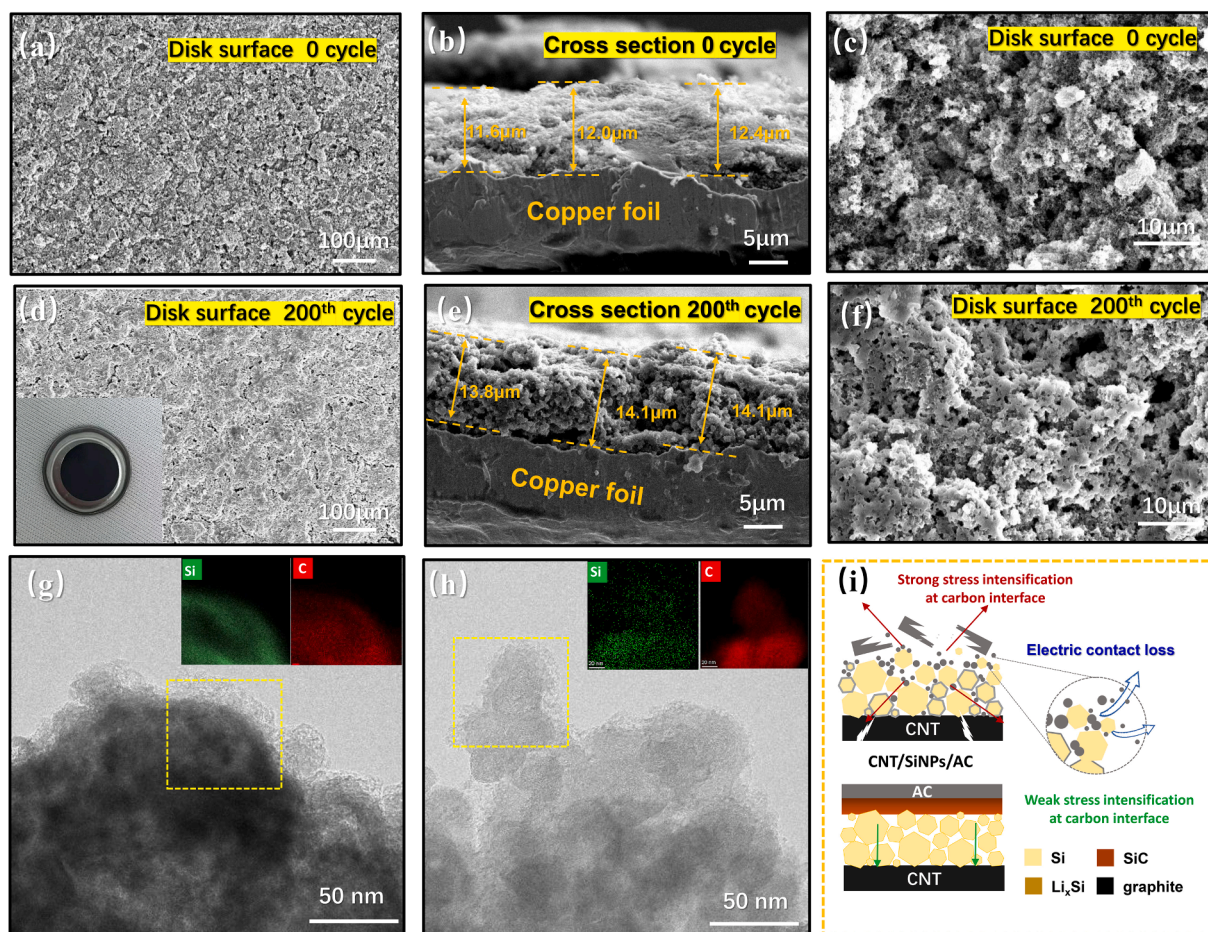 (a)
Disk surface 0 cycle
100μm
(b)
Cross section 0 cycle
11.6μm
12.0μm
12.4μm
Copper foil
5μm
(c)
Disk surface 0 cycle
10μm
(d)
Disk surface 200th cycle
100μm
(e)
Cross section 200th cycle
13.8μm
14.1μm
14.1μm
Copper foil
5μm
(f)
Disk surface 200th cycle
10μm
(g)
Si
C
50 nm
(h)
Si
C
20 nm
20 nm
50 nm
(i)
Strong stress intensification
at carbon interface
Electric contact loss
CNT
CNT/SiNPs/AC
AC
Weak stress intensification
at carbon interface
CNT
Si
SiC
LixSi
graphite